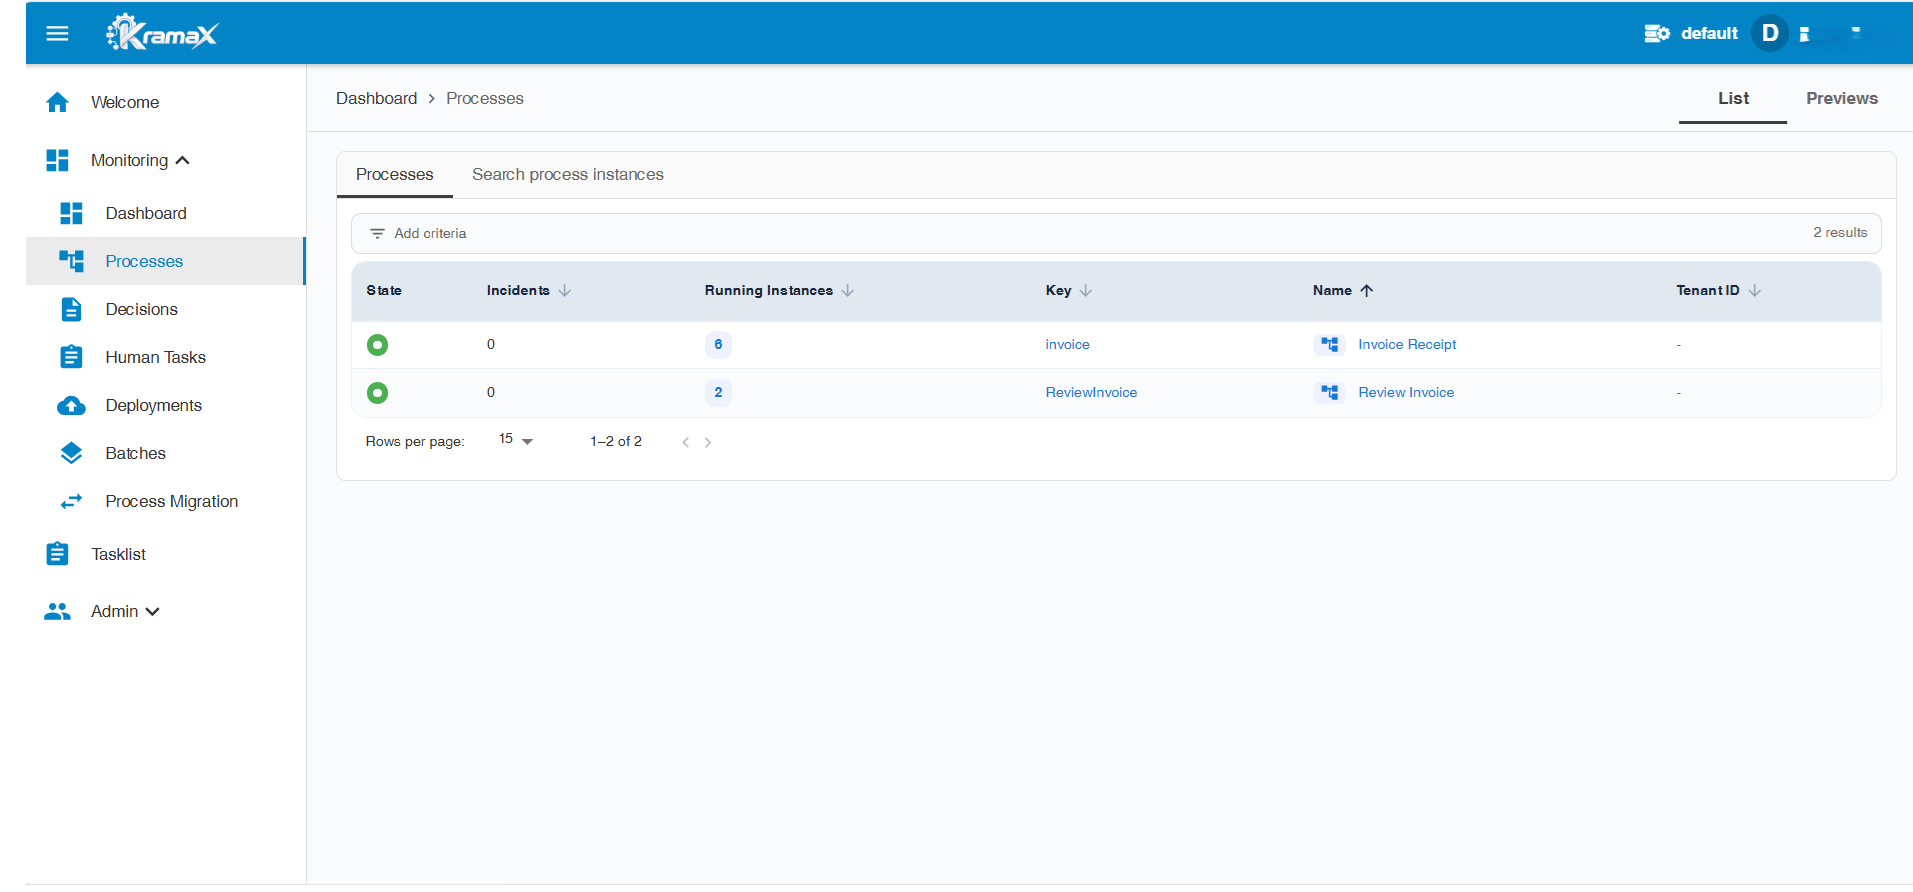 KramaX
default D
Welcome
Monitoring
Dashboard
Processes
Decisions
Human Tasks
Deployments
Batches
Process Migration
Tasklist
Admin
Dashboard > Processes
List Previews
Processes Search process instances
Add criteria 2 results
State Incidents Running Instances Key Name Tenant ID
0 6 invoice Invoice Receipt -
0 2 ReviewInvoice Review Invoice -
Rows per page: 15 1–2 of 2